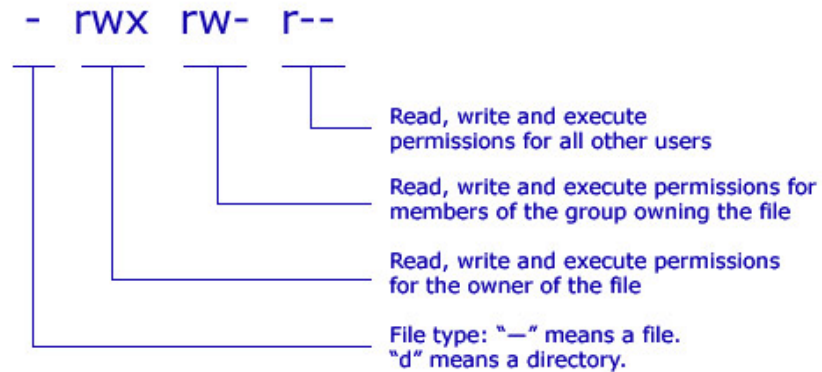 - rwx rw- r--
Read, write and execute
permissions for all other users
Read, write and execute permissions for
members of the group owning the file
Read, write and execute permissions
for the owner of the file
File type: “—” means a file.
“d” means a directory.